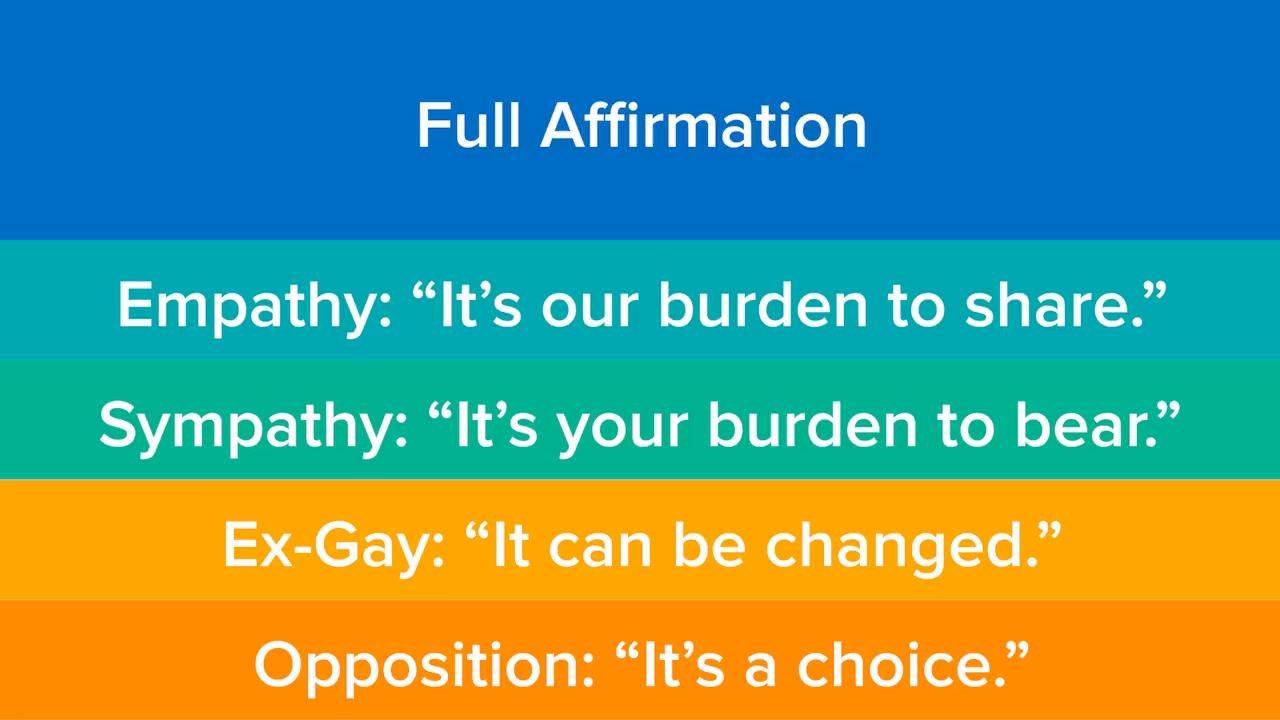 Full Affirmation
Empathy: “It’s our burden to share.”
Sympathy: “It’s your burden to bear.”
Ex-Gay: “It can be changed.”
Opposition: “It’s a choice.”